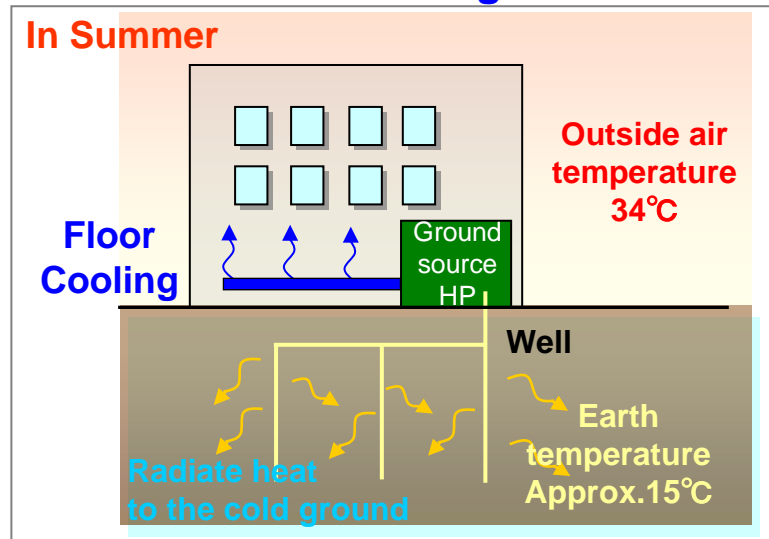 In Summer
Outside air
temperature
34℃
Floor
Cooling
Ground
source
HP
Well
Earth
temperature
Approx.15℃
Radiate heat
to the cold ground